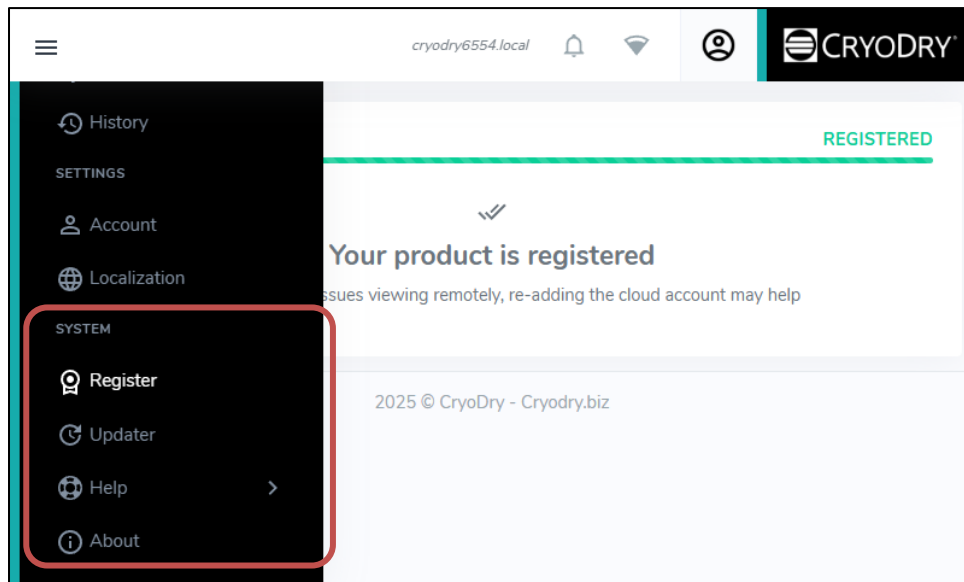 cryodry6554.local
CRYODRY®
History
REGISTERED
SETTINGS
Account
Your product is registered
Localization
ssues viewing remotely, re-adding the cloud account may help
SYSTEM
Register
2025 © CryoDry - Cryodry.biz
Updater
Help
About